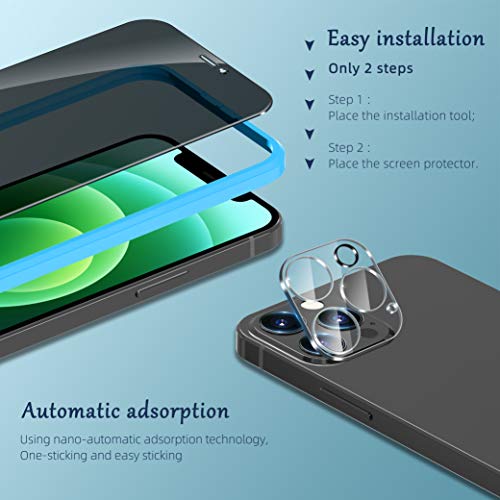 Easy installation
Only 2 steps
Step 1 :
Place the installation tool;
Step 2 :
Place the screen protector.
Automatic adsorption
Using nano-automatic adsorption technology,
One-sticking and easy sticking